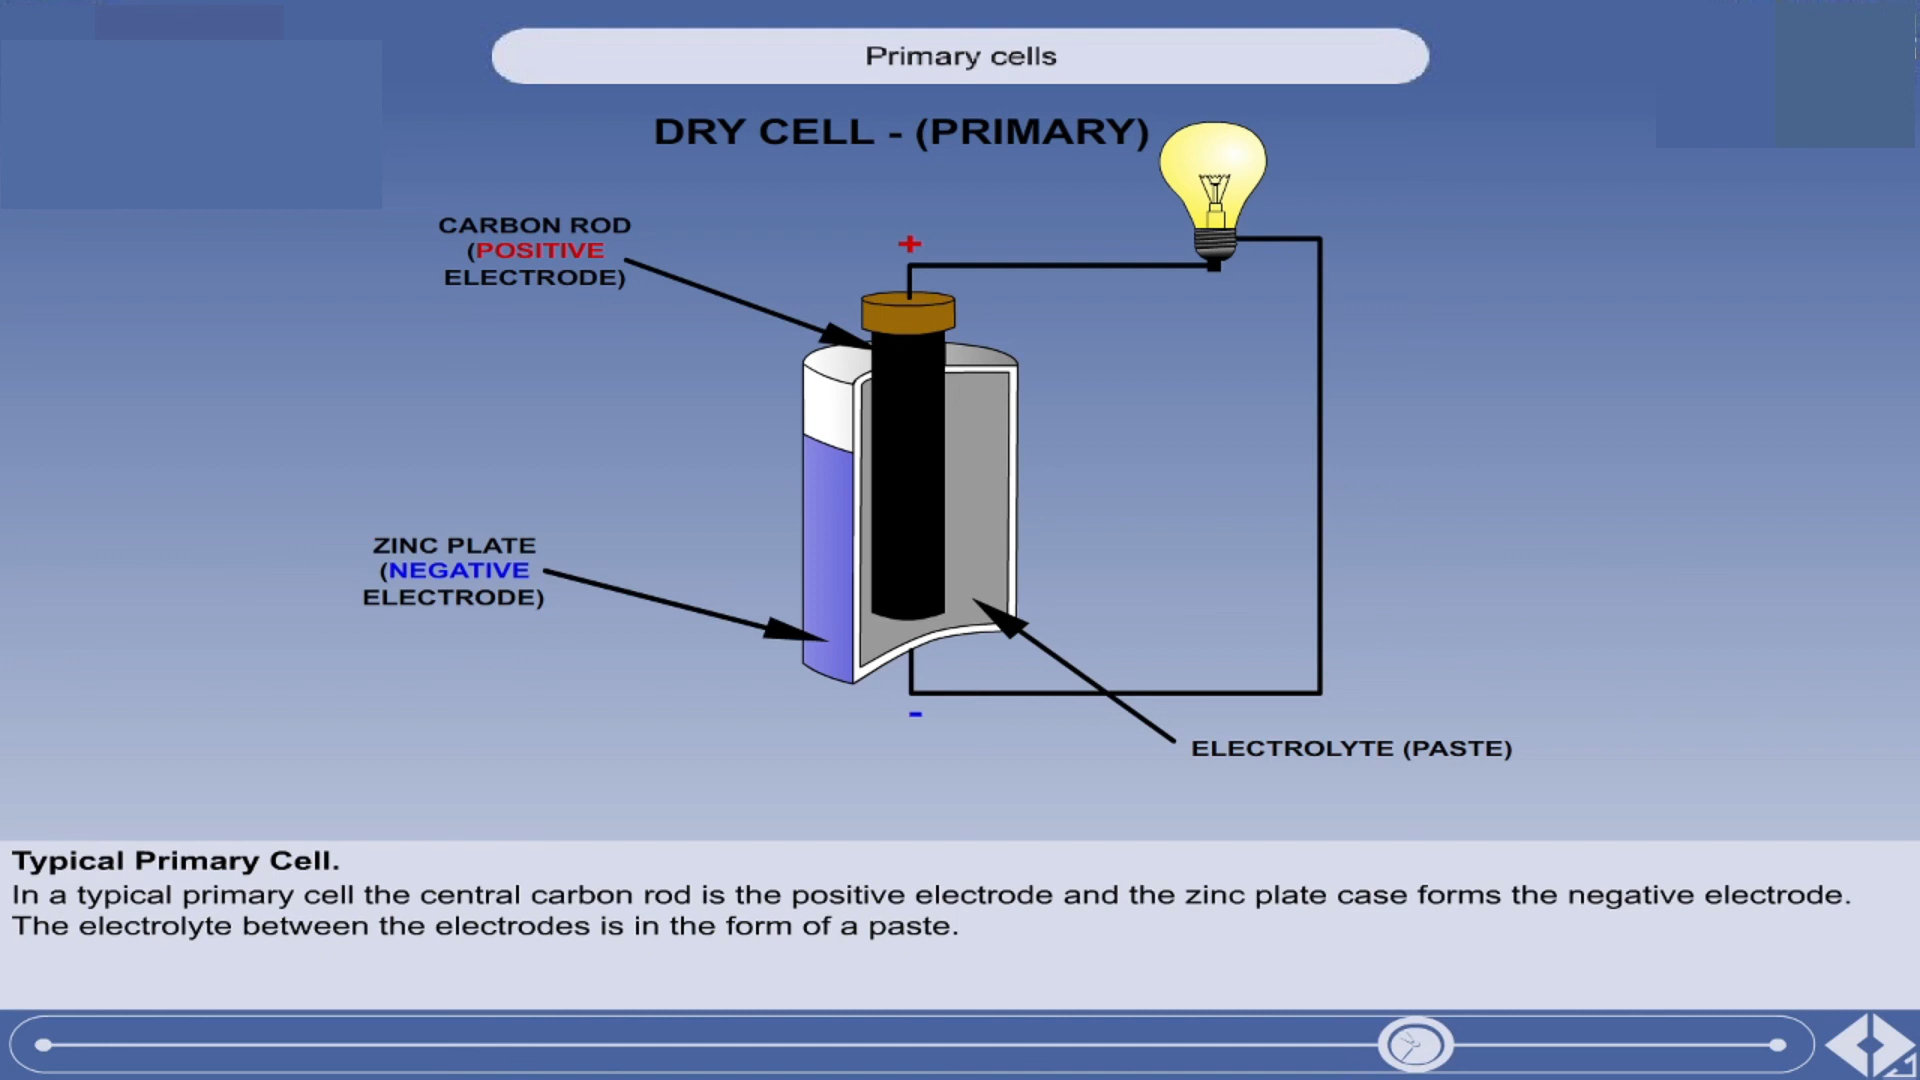 Primary cells
DRY CELL - (PRIMARY)
CARBON ROD
(POSITIVE
ELECTRODE)
+
ZINC PLATE
(NEGATIVE
ELECTRODE)
-
ELECTROLYTE (PASTE)
Typical Primary Cell.
In a typical primary cell the central carbon rod is the positive electrode and the zinc plate case forms the negative electrode.
The electrolyte between the electrodes is in the form of a paste.